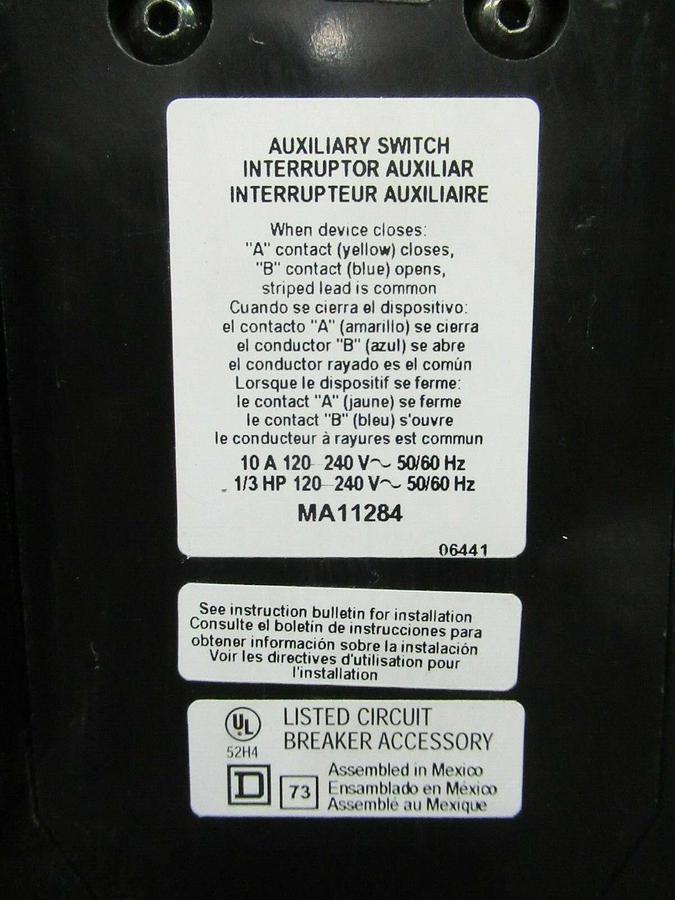 AUXILIARY SWITCH
INTERRUPTOR AUXILIAR
INTERRUPTEUR AUXILIAIRE
When device closes:
"A" contact (yellow) closes,
"B" contact (blue) opens,
striped lead is common
Cuando se cierra el dispositivo:
el contacto "A" (amarillo) se cierra
el conductor "B" (azul) se abre
el conductor rayado es el común
Lorsque le dispositif se ferme:
le contact "A" (jaune) se ferme
le contact "B" (bleu) s'ouvre
le conducteur à rayures est commun
10 A 120–240 V~ 50/60 Hz
1/3 HP 120–240 V~ 50/60 Hz
MA11284
06441
See instruction bulletin for installation
Consulte el boletín de instrucciones para
obtener información sobre la instalación
Voir les directives d'utilisation pour
l'installation
UL LISTED CIRCUIT
52H4 BREAKER ACCESSORY
D 73 Assembled in Mexico
Ensamblado en México
Assemblé au Mexique